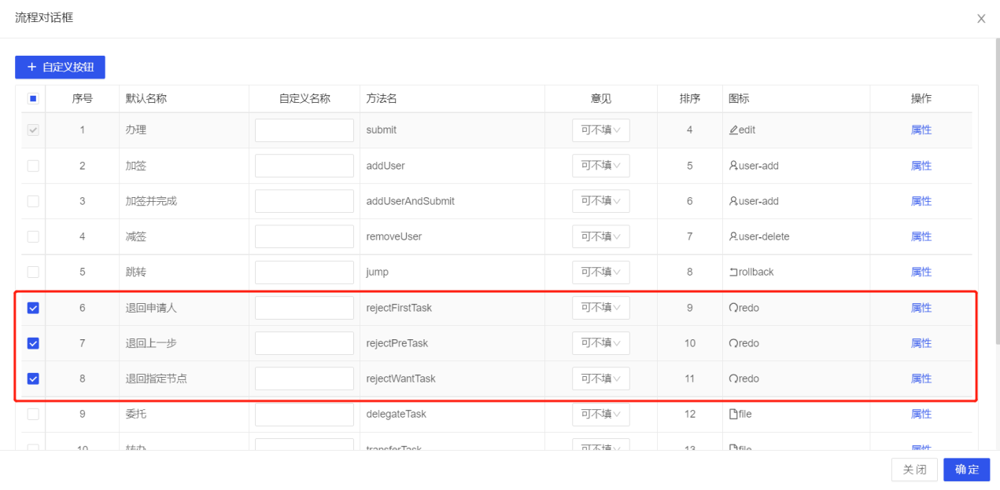 流程对话框
自定义按钮
序号 默认名称 自定义名称 方法名 意见 排序 图标 操作
1 办理 submit 可不填 4 edit 属性
2 加签 addUser 可不填 5 user-add 属性
3 加签并完成 addUserAndSubmit 可不填 6 user-add 属性
4 减签 removeUser 可不填 7 user-delete 属性
5 跳转 jump 可不填 8 rollback 属性
6 退回申请人 rejectFirstTask 可不填 9 redo 属性
7 退回上一步 rejectPreTask 可不填 10 redo 属性
8 退回指定节点 rejectWantTask 可不填 11 redo 属性
9 委托 delegateTask 可不填 12 file 属性
10 转办 transferTask 可不填 13 file 属性
关闭 确定